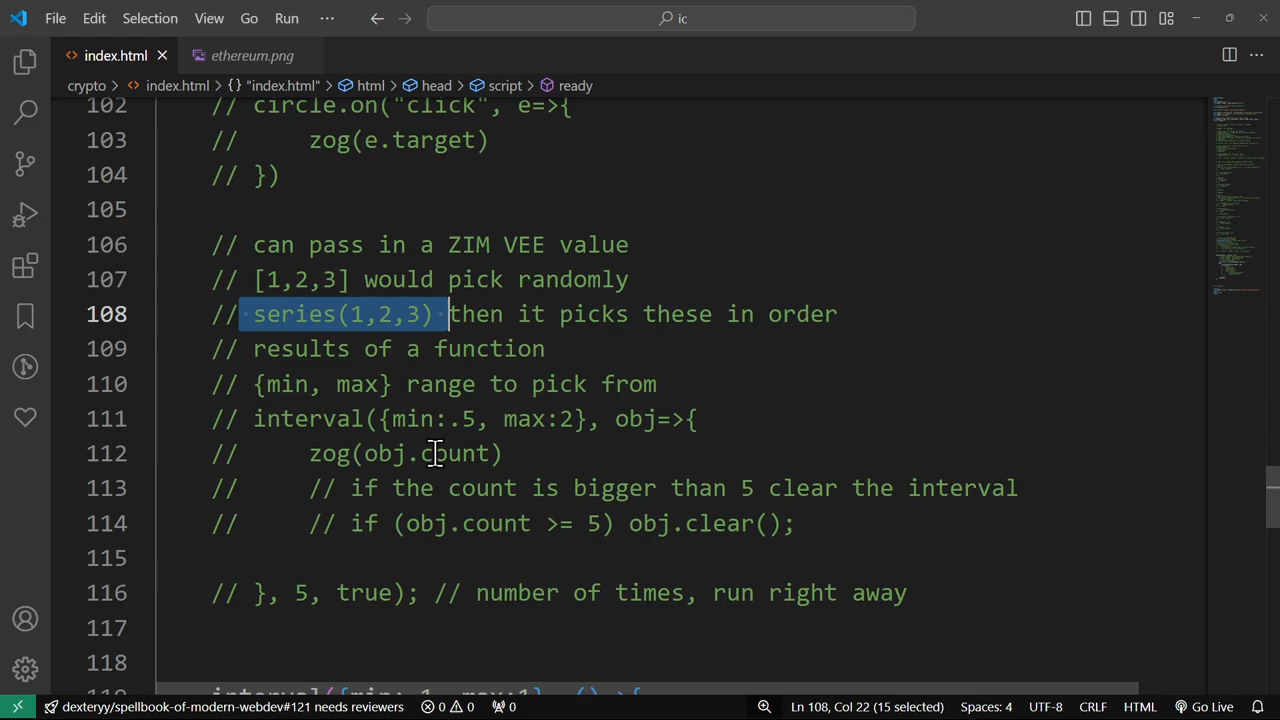 File Edit Selection View Go Run ··· ic
index.html ethereum.png
crypto > index.html > {} "index.html" > html > head > script > ready
102 // circle.on("click", e=>{
103 // zog(e.target)
104 // })
105
106 // can pass in a ZIM VEE value
107 // [1,2,3] would pick randomly
108 // series(1,2,3) then it picks these in order
109 // results of a function
110 // {min, max} range to pick from
111 // interval({min:.5, max:2}, obj=>{
112 // zog(obj.count)
113 // // if the count is bigger than 5 clear the interval
114 // // if (obj.count >= 5) obj.clear();
115
116 // }, 5, true); // number of times, run right away
117
118
119 interval({min:.1, max:1}, ()=>{
dexteryy/spellbook-of-modern-webdev#121 needs reviewers 0 0 0 Ln 108, Col 22 (15 selected) Spaces: 4 UTF-8 CRLF HTML Go Live